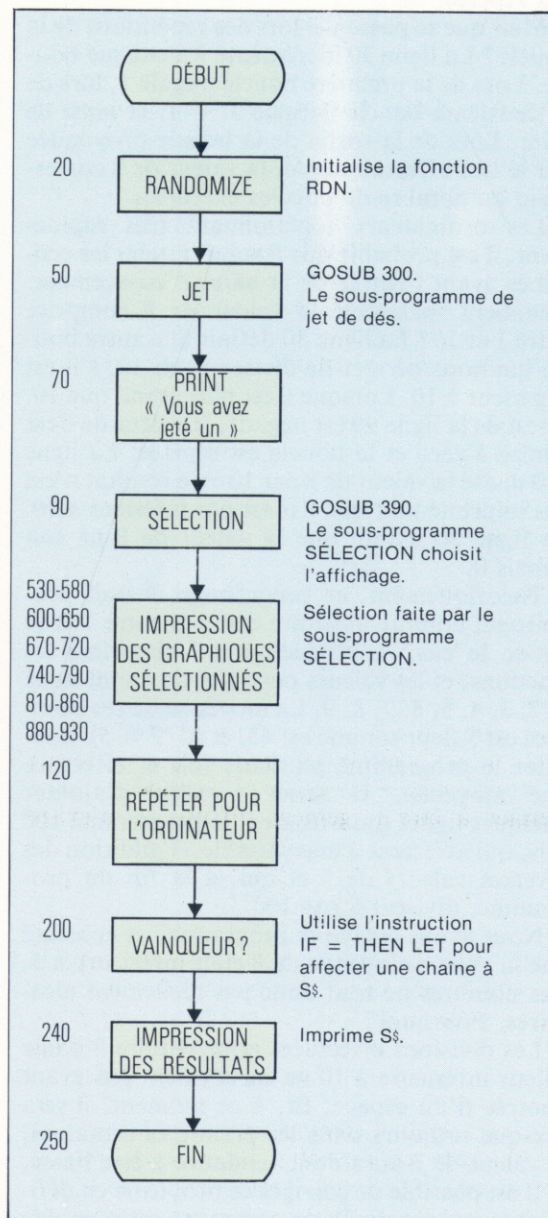 DÉBUT
20
RANDOMIZE
Initialise la fonction
RDN.
50
JET
GOSUB 300.
Le sous-programme de
jet de dés.
70
PRINT
« Vous avez
jeté un »
90
SÉLECTION
GOSUB 390.
Le sous-programme
SÉLECTION choisit
l'affichage.
530-580
600-650
670-720
740-790
810-860
880-930
IMPRESSION
DES GRAPHIQUES
SÉLECTIONNÉS
Sélection faite par le
sous-programme
SÉLECTION.
120
RÉPÉTER POUR
L'ORDINATEUR
200
VAINQUEUR ?
Utilise l'instruction
IF = THEN LET pour
affecter une chaîne à
S$.
240
IMPRESSION
DES RÉSULTATS
Imprime S$.
250
FIN